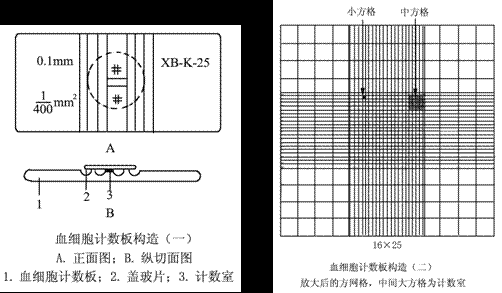 0.1mm
XB-K-25
1/400 mm²
A
2 3
1
B
血细胞计数板构造（一）
A. 正面图；B. 纵切面图
1. 血细胞计数板；2. 盖玻片；3. 计数室
小方格 中方格
16×25
血细胞计数板构造（二）
放大后的方网格，中间大方格为计数室